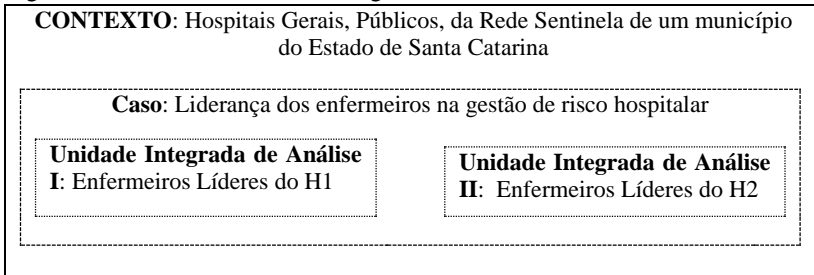 CONTEXTO: Hospitais Gerais, Públicos, da Rede Sentinela de um município
do Estado de Santa Catarina
Caso: Liderança dos enfermeiros na gestão de risco hospitalar
Unidade Integrada de Análise
I: Enfermeiros Líderes do H1
Unidade Integrada de Análise
II: Enfermeiros Líderes do H2